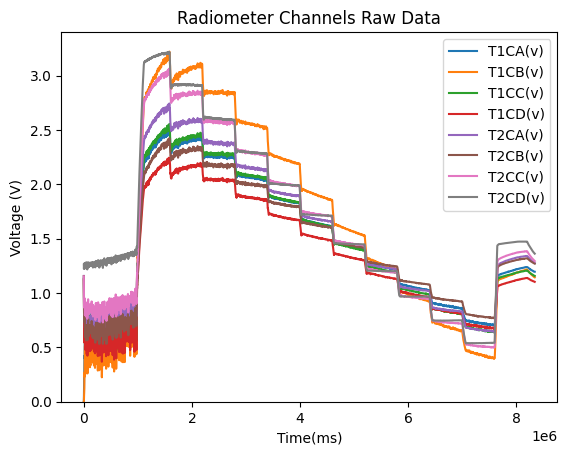 Radiometer Channels Raw Data
T1CA(v)
T1CB(v)
T1CC(v)
T1CD(v)
T2CA(v)
T2CB(v)
T2CC(v)
T2CD(v)
Voltage (V)
3.0
2.5
2.0
1.5
1.0
0.5
0.0
0 2 4 6 8
1e6
Time(ms)